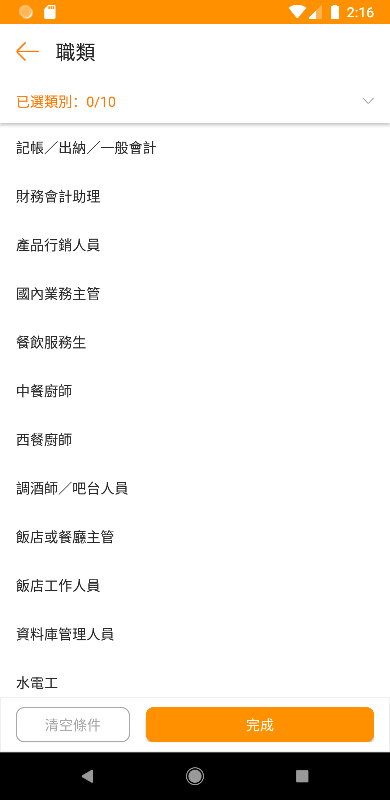 2:16
職類
已選類別：0/10
記帳／出納／一般會計
財務會計助理
產品行銷人員
國內業務主管
餐飲服務生
中餐廚師
西餐廚師
調酒師／吧台人員
飯店或餐廳主管
飯店工作人員
資料庫管理人員
水電工
清空條件
完成